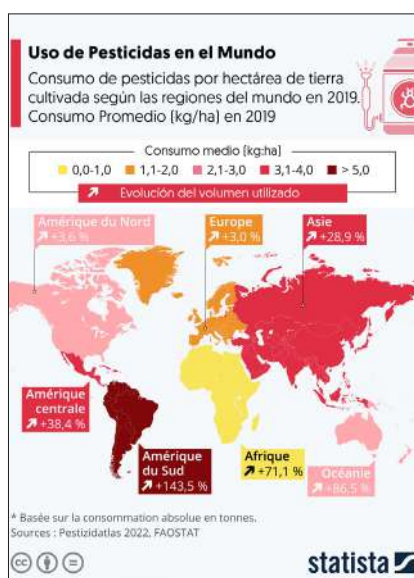 Uso de Pesticidas en el Mundo
Consumo de pesticidas por hectárea de tierra
cultivada según las regiones del mundo en 2019.
Consumo Promedio (kg/ha) en 2019
Consumo medio (kg:ha)
0,0-1,0 1,1-2,0 2,1-3,0 3,1-4,0 > 5,0
Evolución del volumen utilizado
Amérique du Nord
+3,6 %
Europe
+3,0 %
Asie
+28,9 %
Amérique
centrale
+38,4 %
Amérique
du Sud
+143,5 %
Afrique
+71,1 %
Océanie
+86,5 %
* Basée sur la consommation absolue en tonnes.
Sources : Pestizidatlas 2022, FAOSTAT
cc
statista